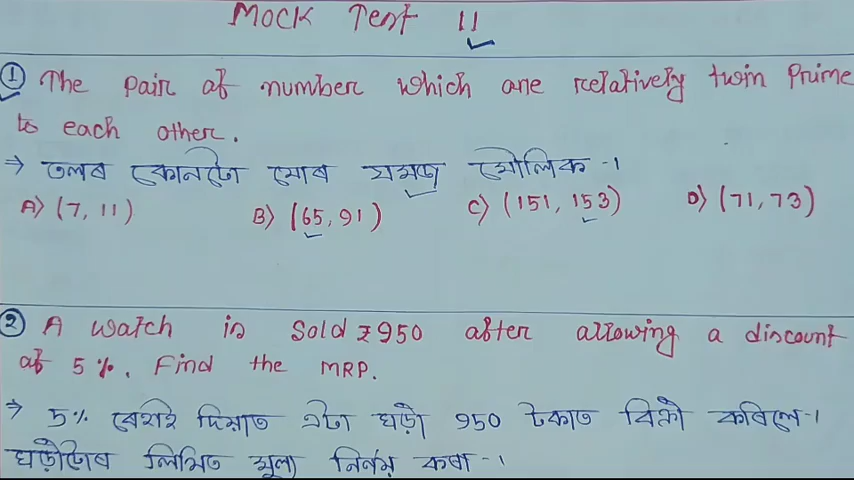 Mock Test 11
① The pair of number which are relatively twin Prime
to each other.
⇒ তলৰ কোনটো যোৰ যমজ মৌলিক -।
A) (7, 11) B) (65, 91) C) (151, 153) D) (71, 73)
② A watch is sold ₹950 after allowing a discount
of 5%. Find the MRP.
⇒ 5% ৰেহাই দিয়াত এটা ঘড়ী 950 টকাত বিক্ৰী কৰিলে -।
ঘড়ীটোৰ লিখিত মূল্য নিৰ্ণয় কৰা -।